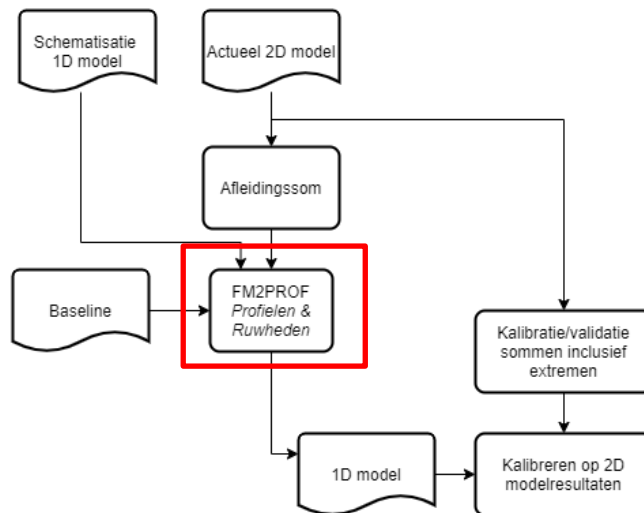 Schematisatie
1D model
Actueel 2D model
Afleidingssom
Baseline
FM2PROF
Profielen &
Ruwheden
Kalibratie/validatie
sommen inclusief
extremen
1D model
Kalibreren op 2D
modelresultaten